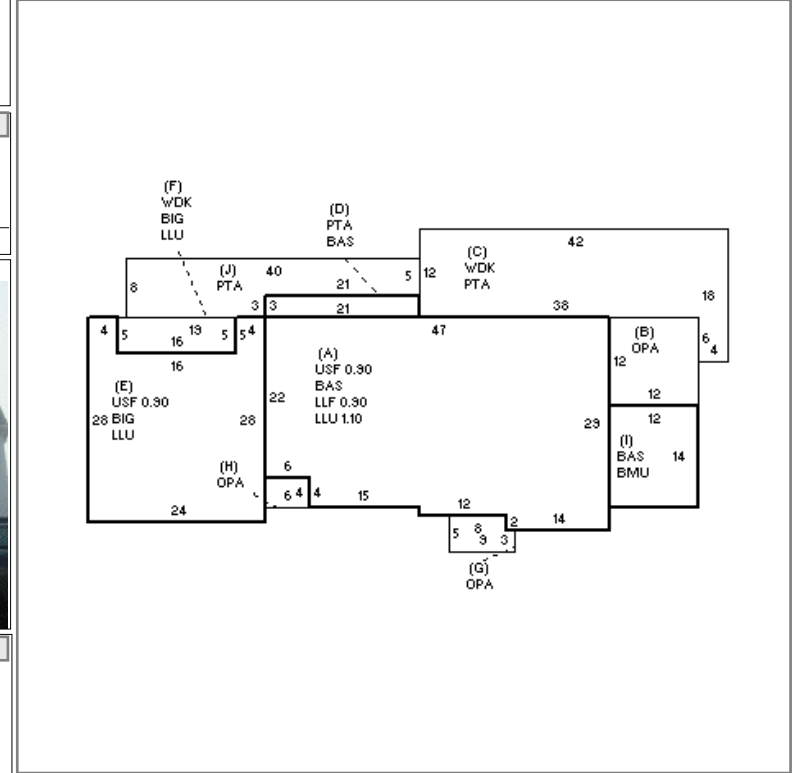 (F)
WDK
BIG
LLU
(D)
PTA
BAS
42
(C)
WDK
PTA
(J)
PTA
40
5
12
8
21
18
3
3
21
38
4
5
19
16
5
5
4
47
6
4
(B)
OPA
12
16
(A)
USF 0.90
BAS
LLF 0.90
LLU 1.10
(E)
USF 0.90
BIG
LLU
28
28
22
29
12
12
(I)
BAS
BMU
14
(H)
OPA
6
6
4
4
15
12
24
2
14
5
8
9
3
(G)
OPA